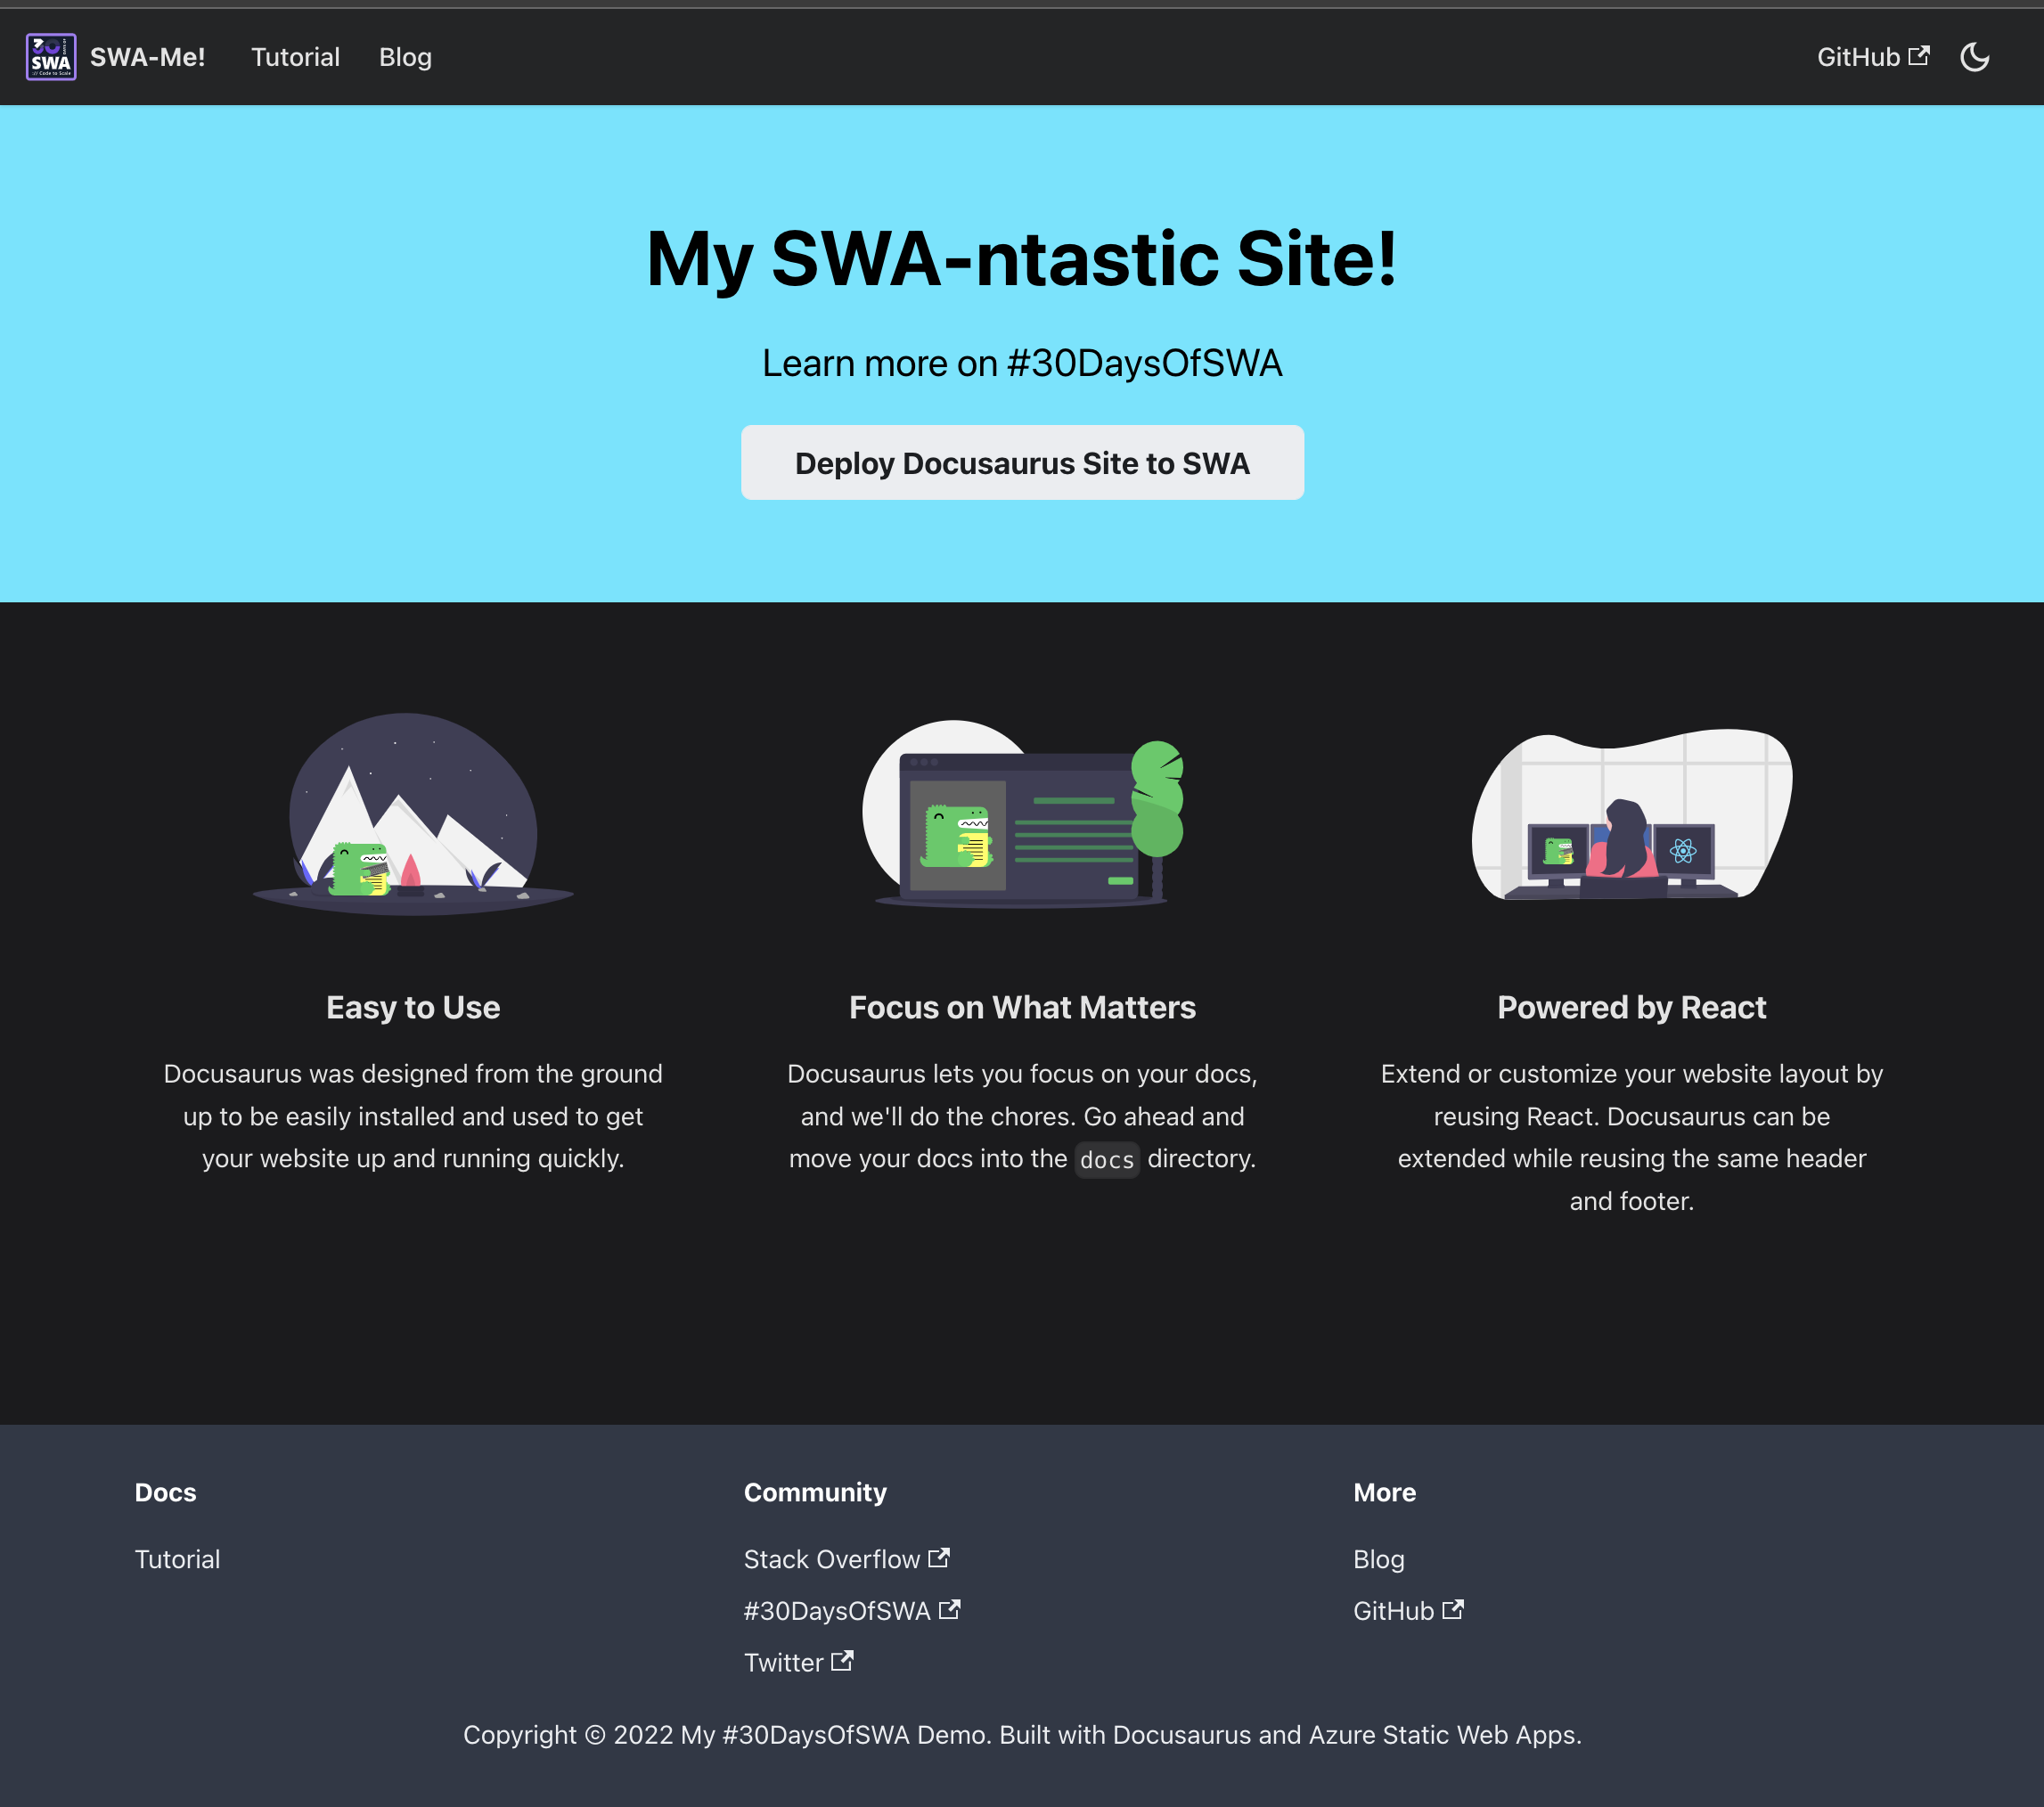 SWA
:// Code to Scale
SWA-Me! Tutorial Blog GitHub
My SWA-ntastic Site!
Learn more on #30DaysOfSWA
Deploy Docusaurus Site to SWA
Easy to Use
Docusaurus was designed from the ground
up to be easily installed and used to get
your website up and running quickly.
Focus on What Matters
Docusaurus lets you focus on your docs,
and we'll do the chores. Go ahead and
move your docs into the docs directory.
Powered by React
Extend or customize your website layout by
reusing React. Docusaurus can be
extended while reusing the same header
and footer.
Docs
Tutorial
Community
Stack Overflow
#30DaysOfSWA
Twitter
More
Blog
GitHub
Copyright © 2022 My #30DaysOfSWA Demo. Built with Docusaurus and Azure Static Web Apps.